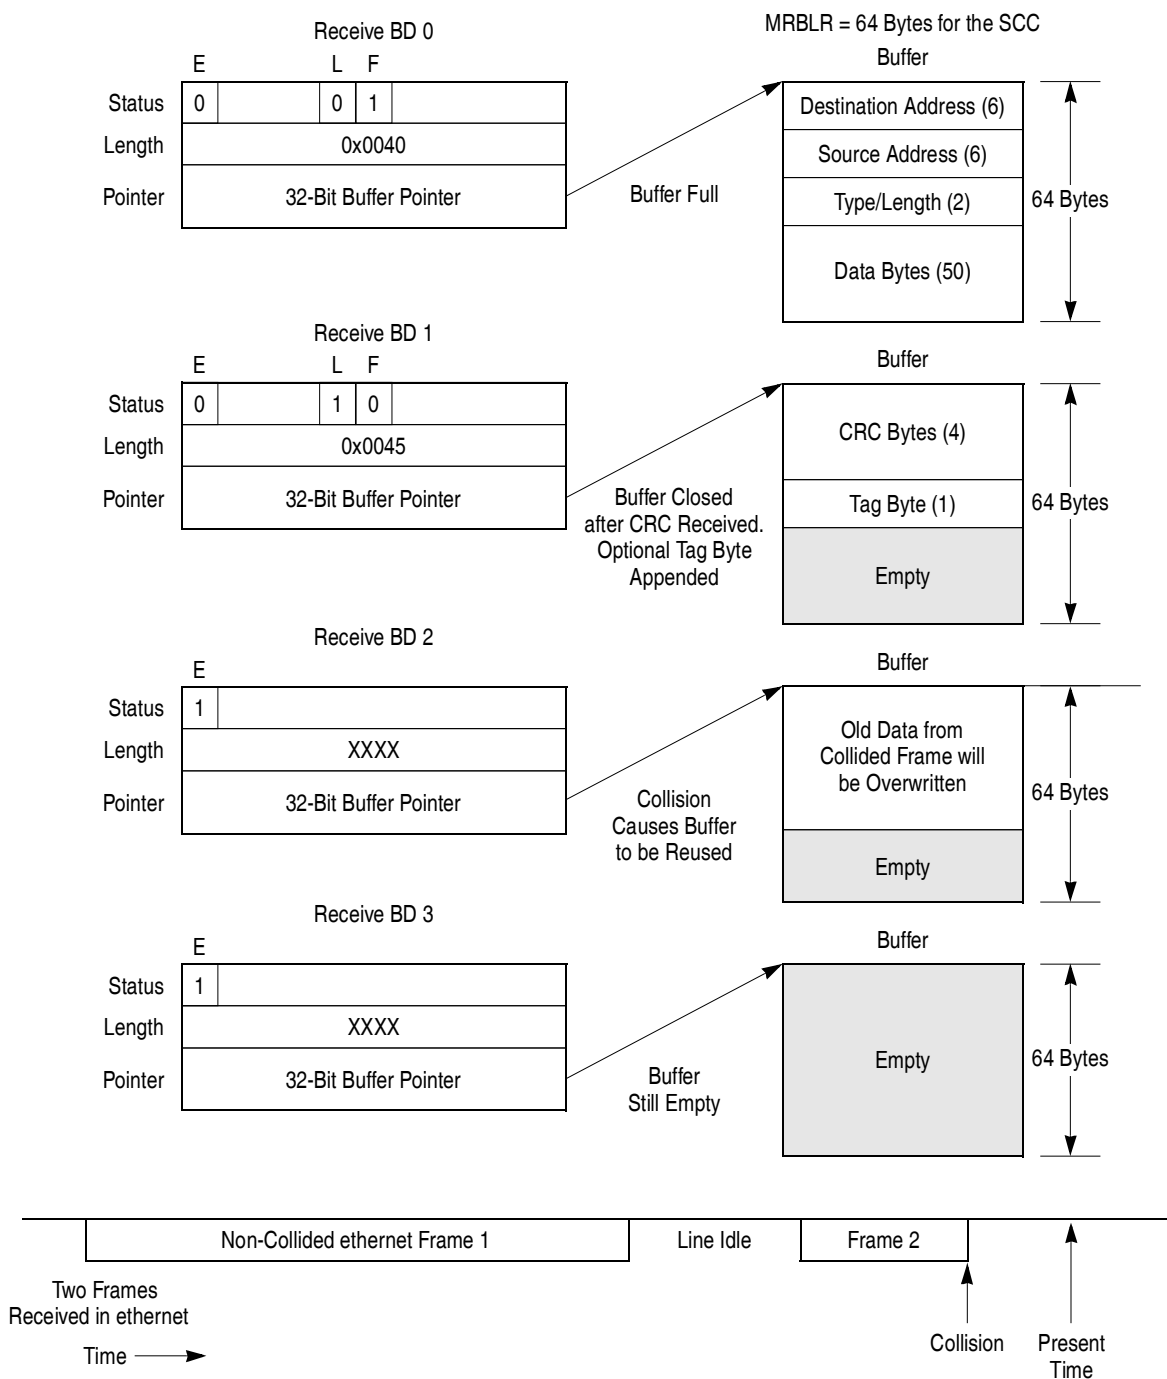 MRBLR = 64 Bytes for the SCC
Receive BD 0
Buffer
E L F
Status 0 0 1
Length 0x0040
Pointer 32-Bit Buffer Pointer
Buffer Full
Destination Address (6)
Source Address (6)
Type/Length (2)
Data Bytes (50)
64 Bytes
Receive BD 1
Buffer
E L F
Status 0 1 0
Length 0x0045
Pointer 32-Bit Buffer Pointer
Buffer Closed
after CRC Received.
Optional Tag Byte
Appended
CRC Bytes (4)
Tag Byte (1)
Empty
64 Bytes
Receive BD 2
Buffer
E
Status 1
Length XXXX
Pointer 32-Bit Buffer Pointer
Collision
Causes Buffer
to be Reused
Old Data from
Collided Frame will
be Overwritten
Empty
64 Bytes
Receive BD 3
Buffer
E
Status 1
Length XXXX
Pointer 32-Bit Buffer Pointer
Buffer
Still Empty
Empty
64 Bytes
Non-Collided ethernet Frame 1 Line Idle Frame 2
Two Frames
Received in ethernet
Time
Collision
Present
Time